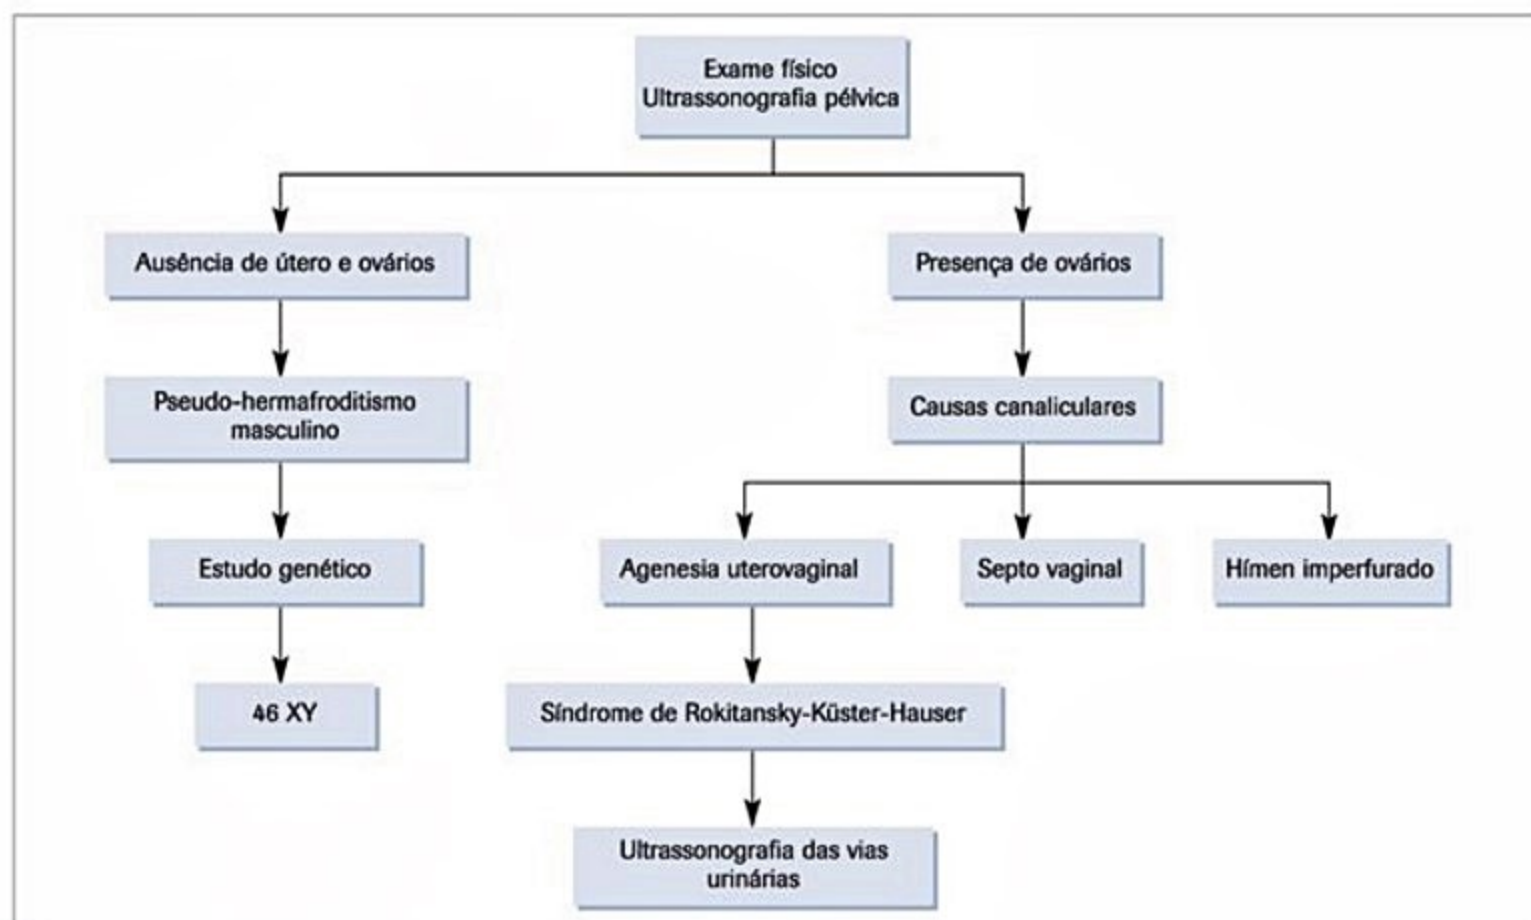 Exame físico
Ultrassonografia pélvica
Ausência de útero e ovários
Presença de ovários
Pseudo-hermafroditismo
masculino
Causas canaliculares
Estudo genético
Agenesia uterovaginal
Septo vaginal
Hímen imperfurado
46 XY
Síndrome de Rokitansky-Küster-Hauser
Ultrassonografia das vias
urinárias